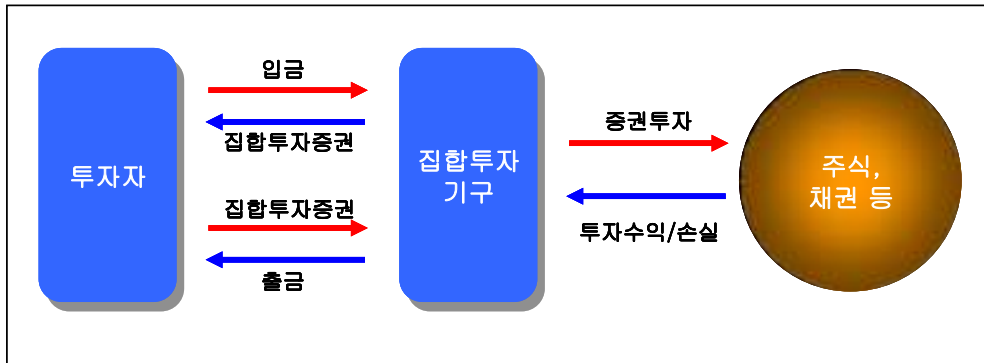 투자자
입금
집합투자증권
집합투자증권
출금
집합투자
기구
증권투자
투자수익/손실
주식,
채권 등